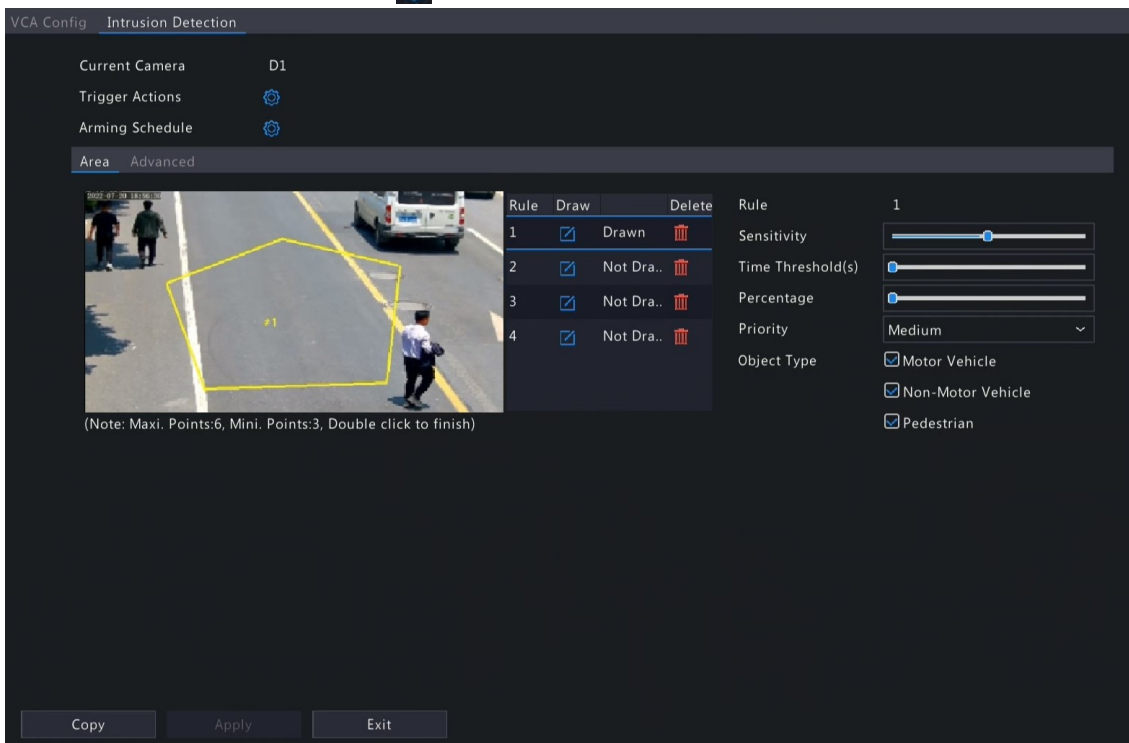 VCA Config Intrusion Detection
Current Camera D1
Trigger Actions
Arming Schedule
Area Advanced
#1
(Note: Maxi. Points:6, Mini. Points:3, Double click to finish)
Rule Draw Delete
1 Drawn
2 Not Dra..
3 Not Dra..
4 Not Dra..
Rule 1
Sensitivity
Time Threshold(s)
Percentage
Priority Medium
Object Type Motor Vehicle
Non-Motor Vehicle
Pedestrian
Copy Apply Exit